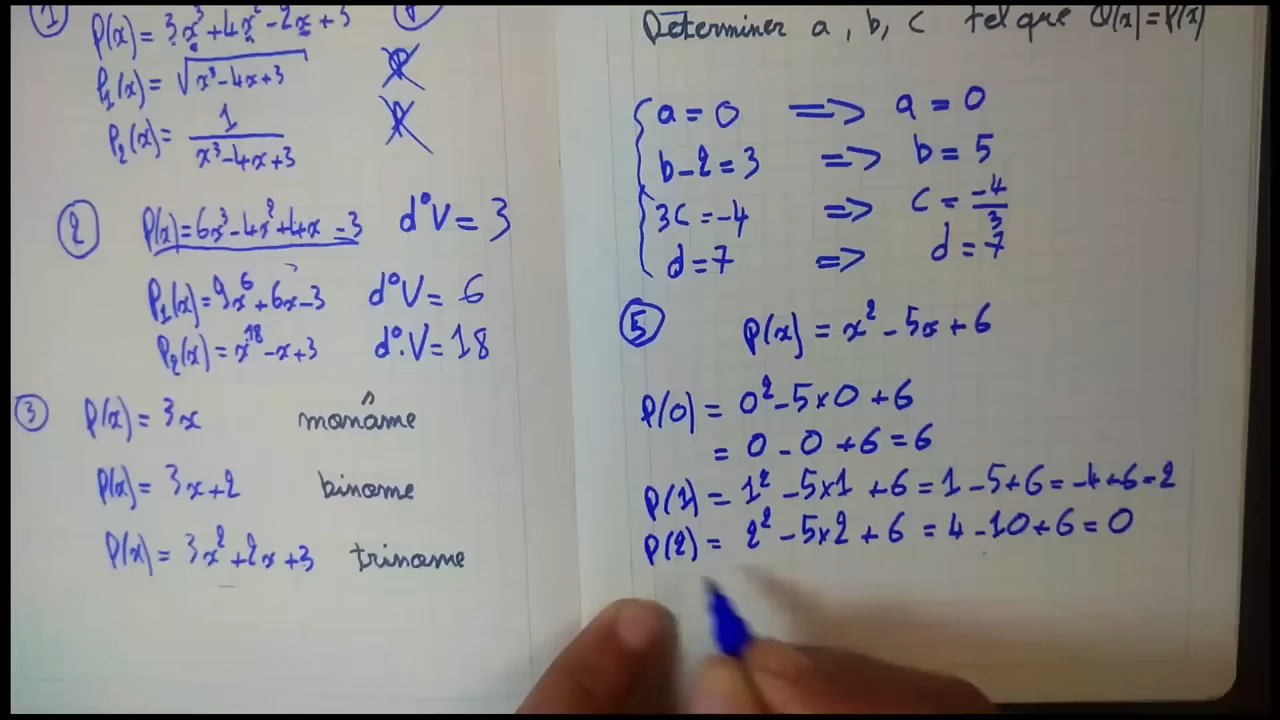 1
P(x) = 3x³+4x²-2x+3
P₁(x) = √x³-4x+3
P₂(x) = 1/x³-4x+3
2 P(x)=6x³-4x²+4x-3 d°V = 3
P₁(x)=9x⁶+6x-3 d°V = 6
P₂(x)=x¹⁸-x+3 d°.V=18
3 P(x) = 3x monôme
P(x) = 3x+2 binome
P(x) = 3x²+2x+3 trinome
Determiner a, b, c tel que Q(x)=P(x)
a = 0 => a = 0
b-2=3 => b = 5
3c=-4 => c = -4/3
d=7 => d = 7
5 P(x) = x² - 5x + 6
P(0) = 0² - 5×0 + 6
= 0 - 0 + 6 = 6
P(1) = 1² - 5×1 + 6 = 1 - 5 + 6 = -4+6=2
P(2) = 2² - 5×2 + 6 = 4 - 10 + 6 = 0